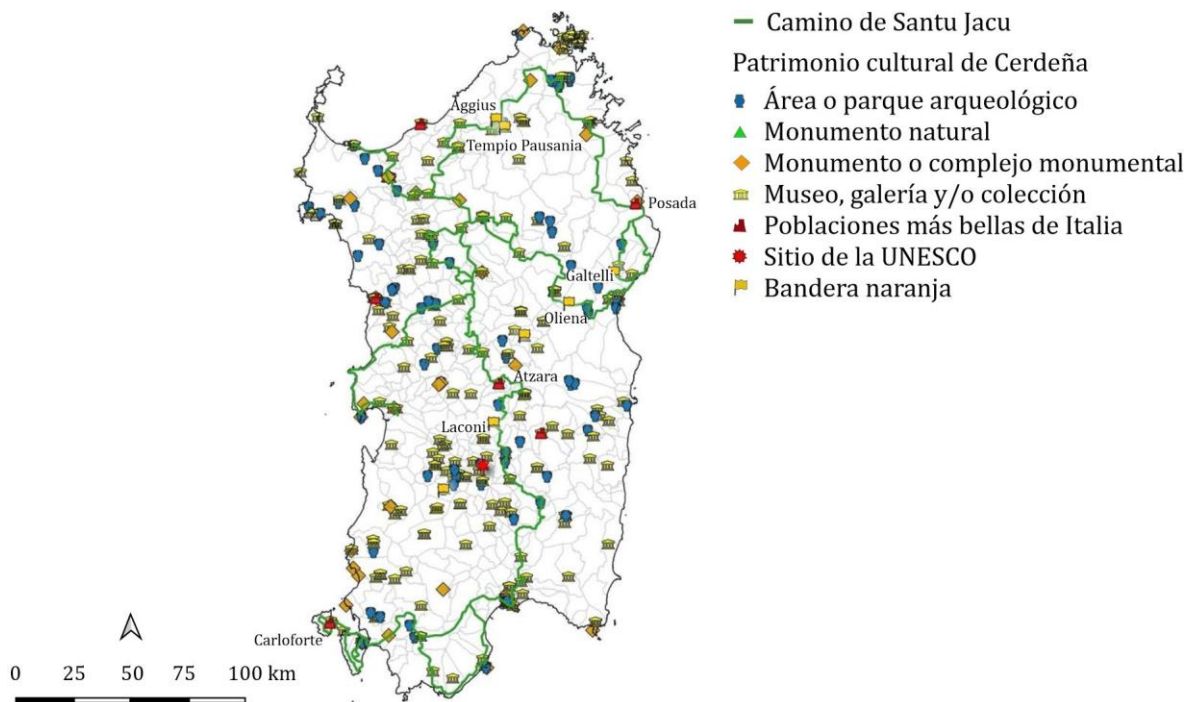 Camino de Santu Jacu
Patrimonio cultural de Cerdeña
Área o parque arqueológico
Monumento natural
Monumento o complejo monumental
Museo, galería y/o colección
Poblaciones más bellas de Italia
Sitio de la UNESCO
Bandera naranja
Aggius
Tempio Pausania
Posada
Galtelli
Oliena
Atzara
Laconi
Carloforte
0 25 50 75 100 km